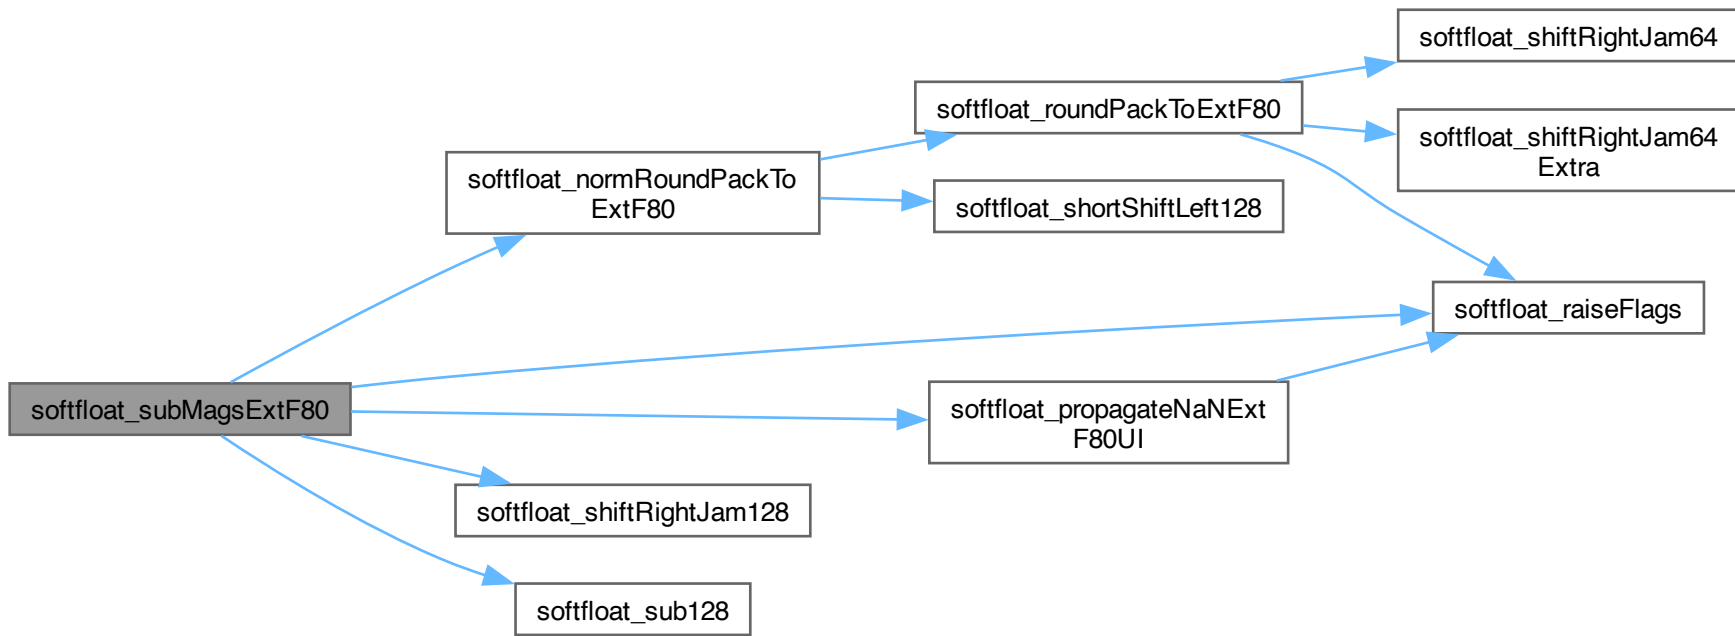 softfloat_subMagsExtF80
softfloat_normRoundPackTo
ExtF80
softfloat_roundPackToExtF80
softfloat_shiftRightJam64
softfloat_shiftRightJam64
Extra
softfloat_shortShiftLeft128
softfloat_raiseFlags
softfloat_propagateNaNExt
F80UI
softfloat_shiftRightJam128
softfloat_sub128